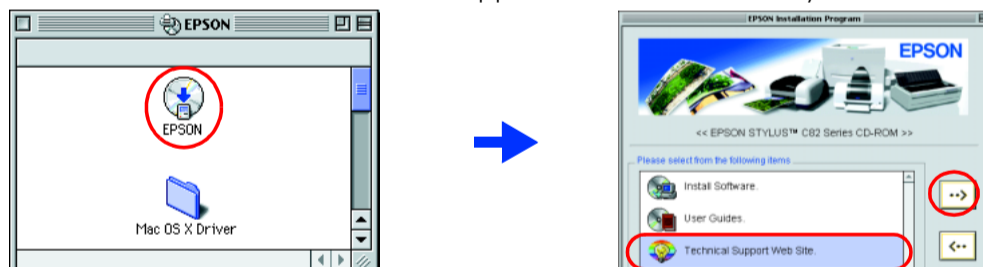 EPSON
EPSON
Mac OS X Driver
EPSON Installation Program
EPSON
<< EPSON STYLUS™ C82 Series CD-ROM >>
Please select from the following items
Install Software.
User Guides.
Technical Support Web Site.
-->
<--